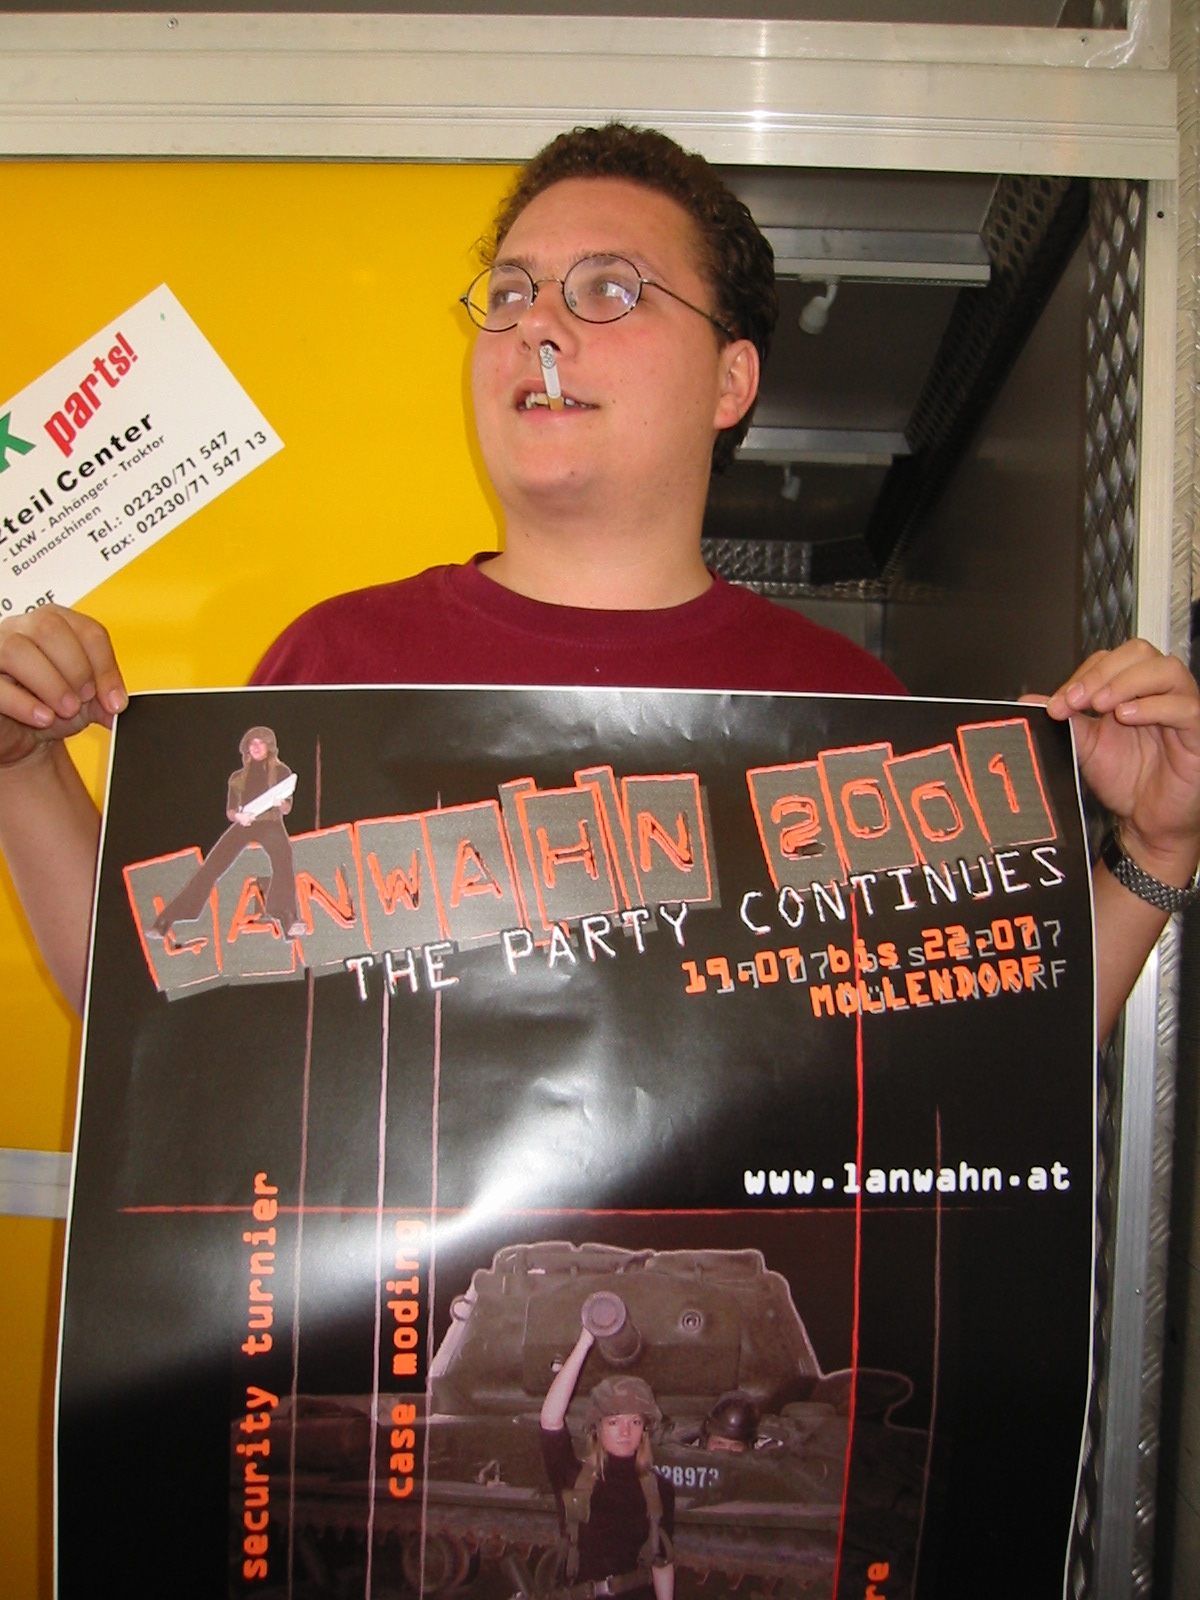 parts!
teil Center
- LKW - Anhänger - Traktor
Baumaschinen
Tel.: 02230/71 547
Fax: 02230/71 547 13
LANWAHN 2001
THE PARTY CONTINUES
19.07 bis 22.07
MÖLLENDORF
www.lanwahn.at
security turnier
case moding